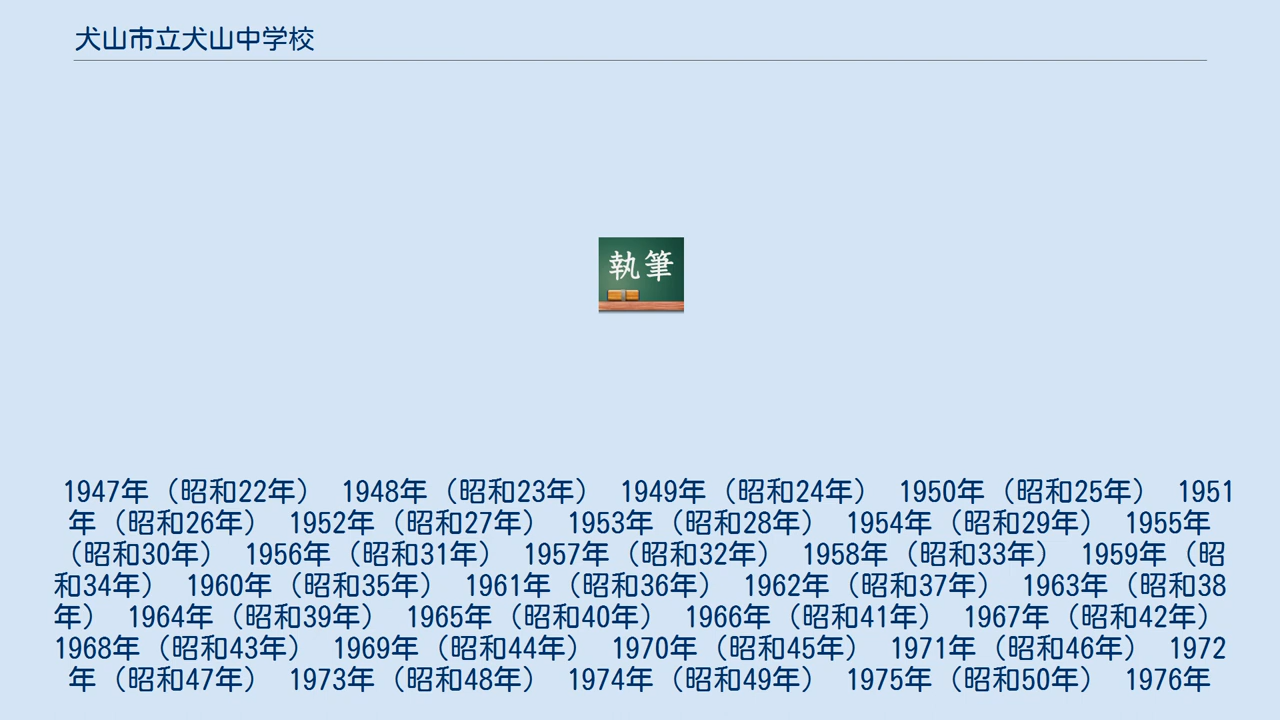 犬山市立犬山中学校
執筆
1947年（昭和22年） 1948年（昭和23年） 1949年（昭和24年） 1950年（昭和25年） 1951
年（昭和26年） 1952年（昭和27年） 1953年（昭和28年） 1954年（昭和29年） 1955年
（昭和30年） 1956年（昭和31年） 1957年（昭和32年） 1958年（昭和33年） 1959年（昭
和34年） 1960年（昭和35年） 1961年（昭和36年） 1962年（昭和37年） 1963年（昭和38
年） 1964年（昭和39年） 1965年（昭和40年） 1966年（昭和41年） 1967年（昭和42年）
1968年（昭和43年） 1969年（昭和44年） 1970年（昭和45年） 1971年（昭和46年） 1972
年（昭和47年） 1973年（昭和48年） 1974年（昭和49年） 1975年（昭和50年） 1976年